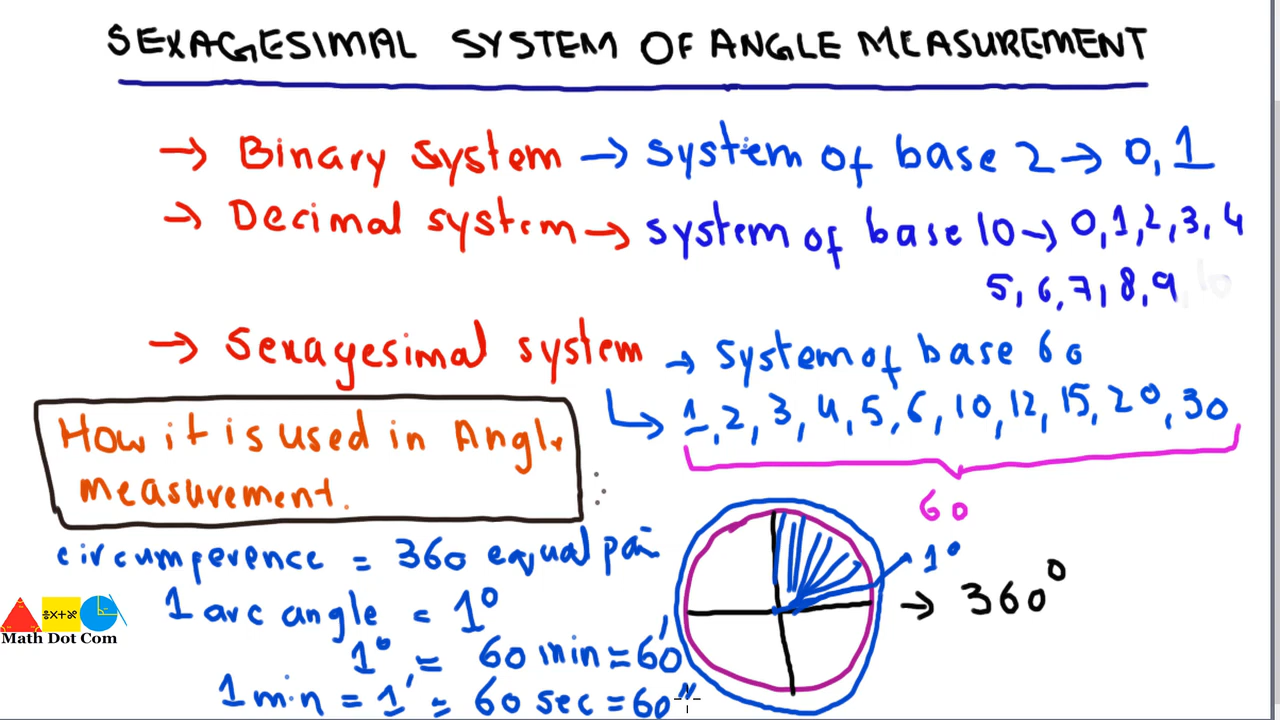 SEXAGESIMAL SYSTEM OF ANGLE MEASUREMENT
→ Binary system → system of base 2 → 0, 1
→ Decimal system → system of base 10 → 0, 1, 2, 3, 4
5, 6, 7, 8, 9
→ Sexagesimal system → system of base 60
→ 1, 2, 3, 4, 5, 6, 10, 12, 15, 20, 30
60
How it is used in Angle
measurement.
circumperence = 360 equal
1 arc angle = 1°
1° = 60 min = 60'
1 min = 1' = 60 sec = 60"
1°
→ 360°
Math Dot Com